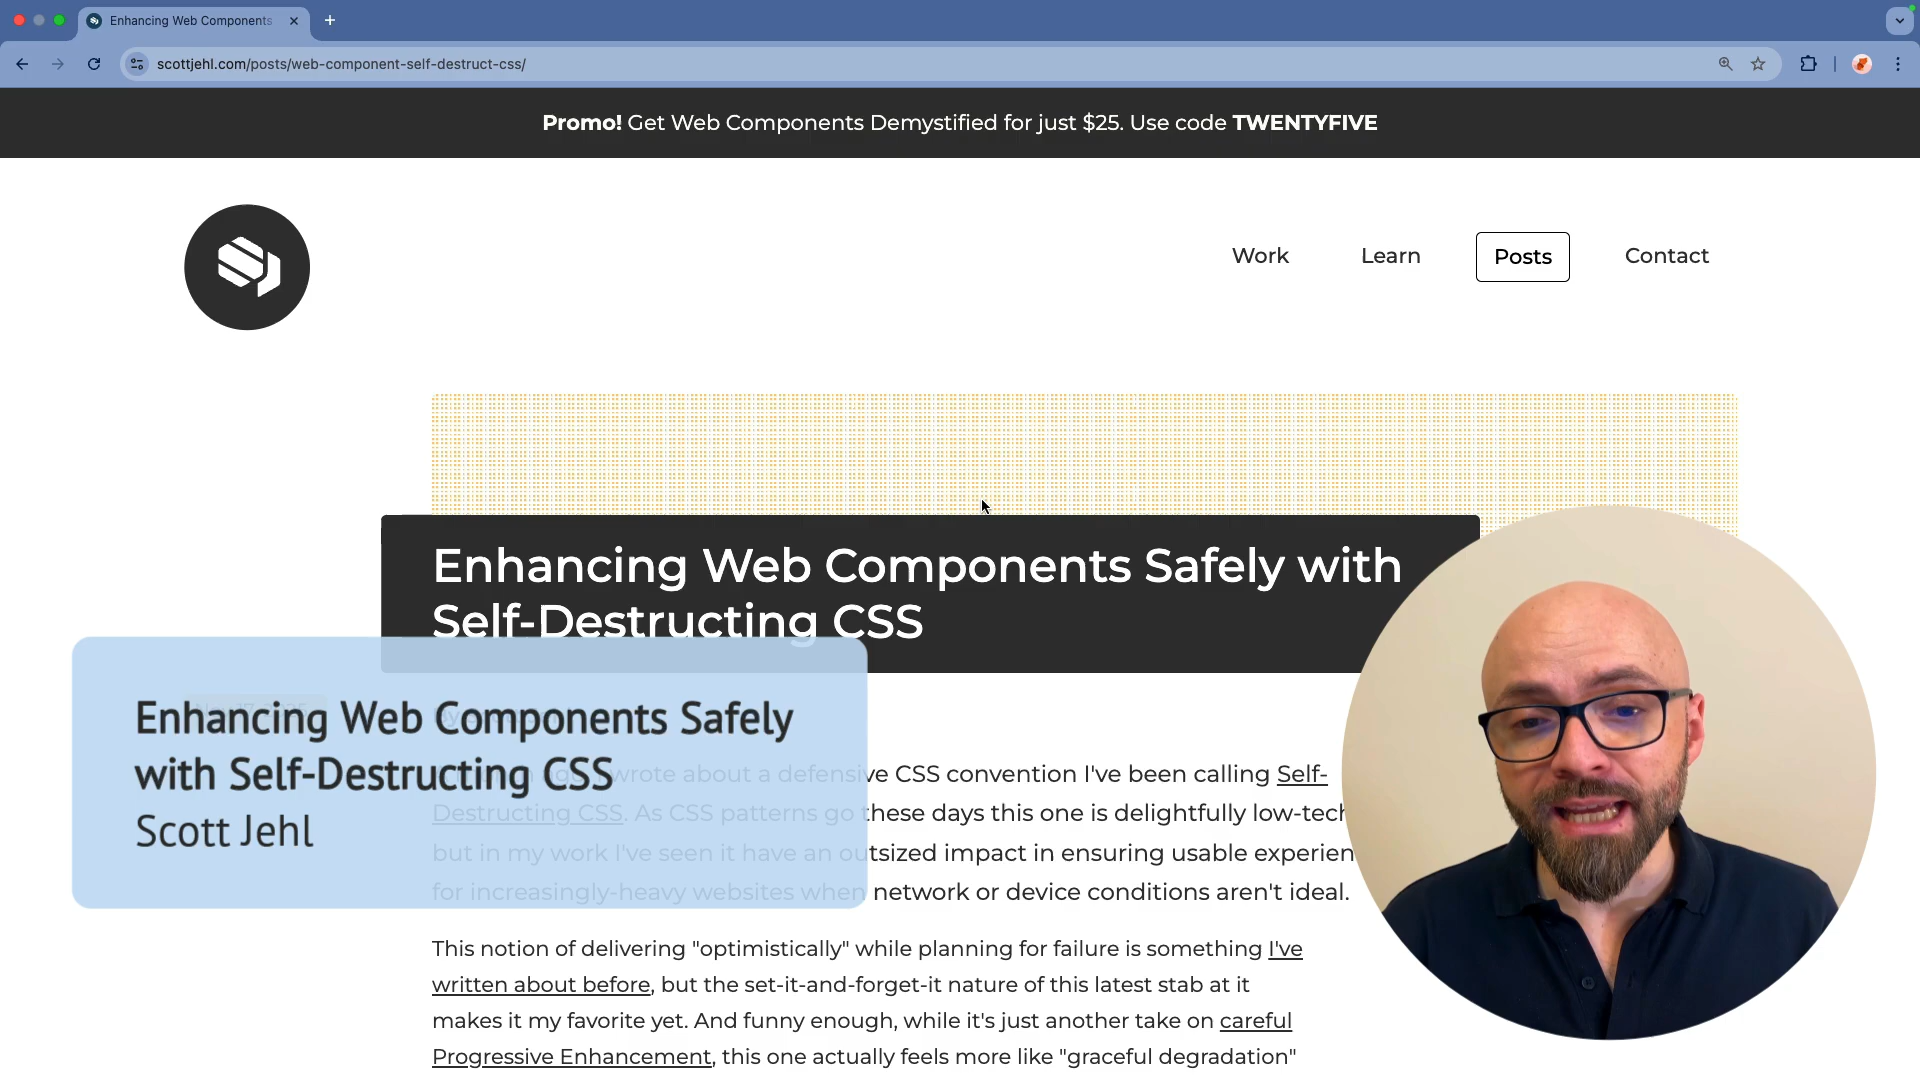 Enhancing Web Components
scottjehl.com/posts/web-component-self-destruct-css/
Promo! Get Web Components Demystified for just $25. Use code TWENTYFIVE
Work
Learn
Posts
Contact
Enhancing Web Components Safely with
Self-Destructing CSS
Enhancing Web Components Safely
with Self-Destructing CSS
Scott Jehl
wrote about a defensive CSS convention I've been calling Self-
Destructing CSS. As CSS patterns go these days this one is delightfully low-tech
but in my work I've seen it have an outsized impact in ensuring usable experien
for increasingly-heavy websites when network or device conditions aren't ideal.
This notion of delivering "optimistically" while planning for failure is something I've
written about before, but the set-it-and-forget-it nature of this latest stab at it
makes it my favorite yet. And funny enough, while it's just another take on careful
Progressive Enhancement, this one actually feels more like "graceful degradation"